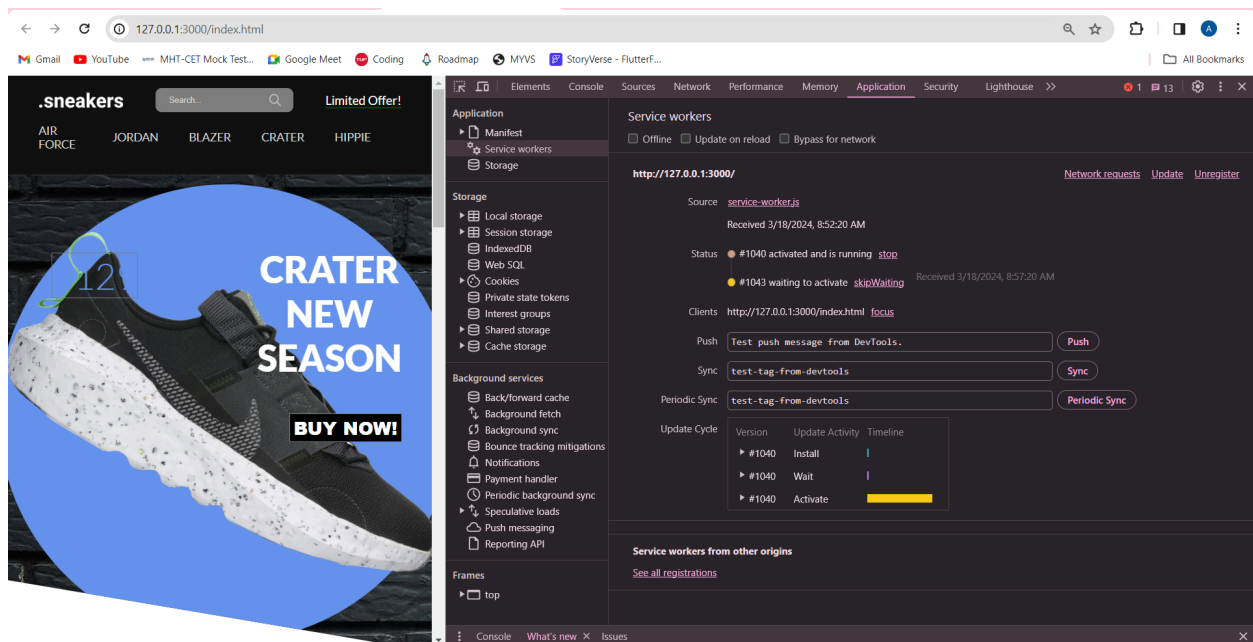 127.0.0.1:3000/index.html
A
Gmail YouTube MHT-CET Mock Test... Google Meet Coding Roadmap MYVS StoryVerse - FlutterF... All Bookmarks
.sneakers Search... Limited Offer!
AIR FORCE JORDAN BLAZER CRATER HIPPIE
12
CRATER
NEW
SEASON
BUY NOW!
Elements Console Sources Network Performance Memory Application Security Lighthouse 1 13
Application
Manifest
Service workers
Storage
Storage
Local storage
Session storage
IndexedDB
Web SQL
Cookies
Private state tokens
Interest groups
Shared storage
Cache storage
Background services
Back/forward cache
Background fetch
Background sync
Bounce tracking mitigations
Notifications
Payment handler
Periodic background sync
Speculative loads
Push messaging
Reporting API
Frames
top
Service workers
Offline Update on reload Bypass for network
http://127.0.0.1:3000/ Network requests Update Unregister
Source service-worker.js
Received 3/18/2024, 8:52:20 AM
Status #1040 activated and is running stop
#1043 waiting to activate skipWaiting Received 3/18/2024, 8:57:20 AM
Clients http://127.0.0.1:3000/index.html focus
Push Test push message from DevTools. Push
Sync test-tag-from-devtools Sync
Periodic Sync test-tag-from-devtools Periodic Sync
Update Cycle Version Update Activity Timeline
#1040 Install
#1040 Wait
#1040 Activate
Service workers from other origins
See all registrations
Console What's new Issues